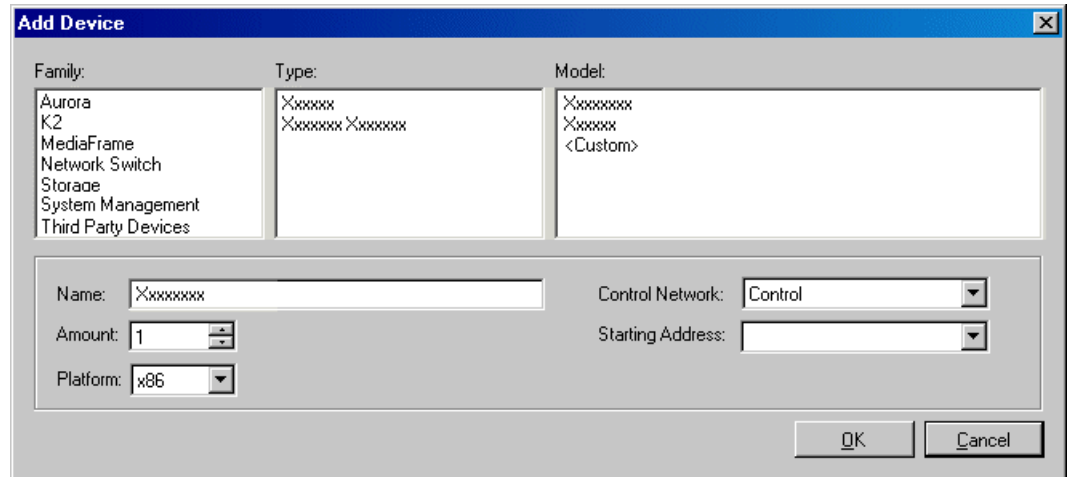 Add Device
Family:
Aurora
K2
MediaFrame
Network Switch
Storage
System Management
Third Party Devices
Type:
Xxxxxx
Xxxxxxx Xxxxxxx
Model:
Xxxxxxxx
Xxxxxx
<Custom>
Name: Xxxxxxxx
Amount: 1
Platform: x86
Control Network: Control
Starting Address:
OK Cancel